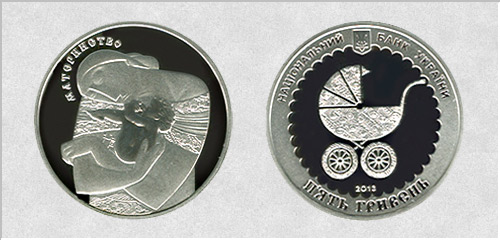 МАТЕРИНСТВО
НАЦІОНАЛЬНИЙ БАНК УКРАЇНИ
2013
П'ЯТЬ ГРИВЕНЬ